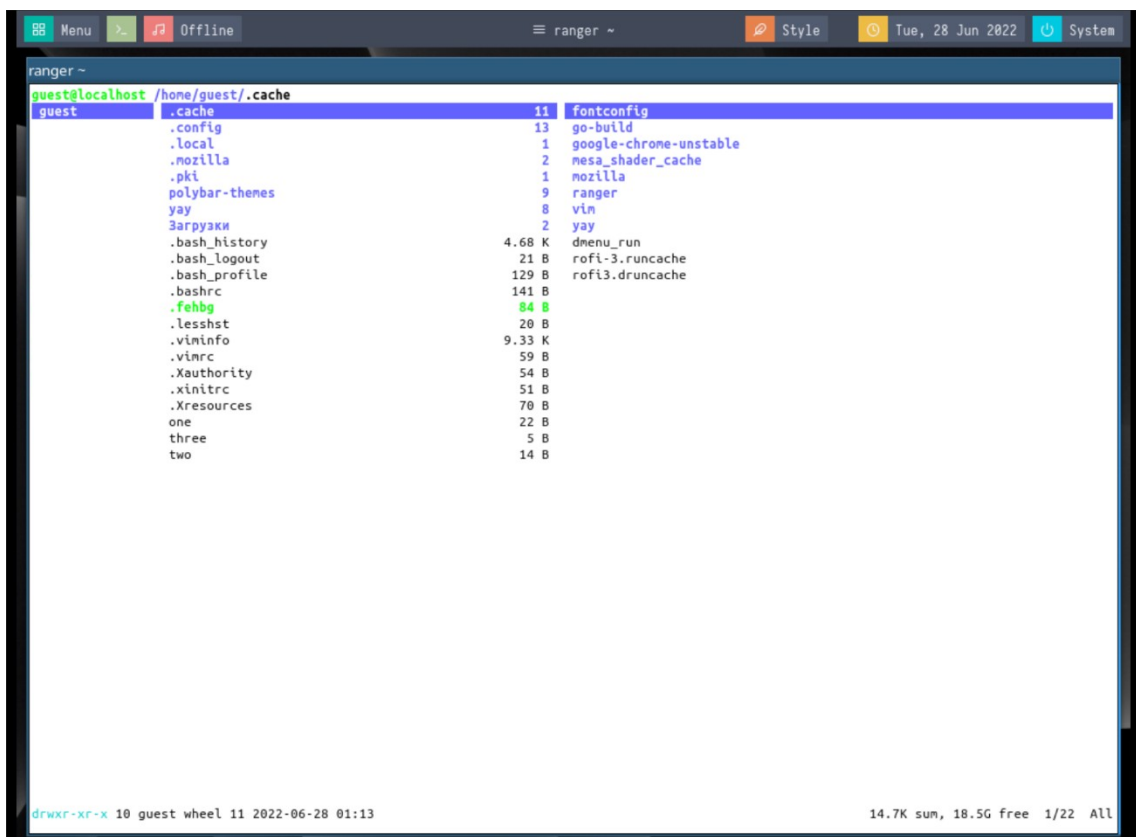 Menu >_ Offline ranger ~ Style Tue, 28 Jun 2022 System
ranger ~
guest@localhost /home/guest/.cache
guest .cache 11 fontconfig
.config 13 go-build
.local 1 google-chrome-unstable
.mozilla 2 mesa_shader_cache
.pki 1 mozilla
polybar-themes 9 ranger
yay 8 vim
Загрузки 2 yay
.bash_history 4.68 K dmenu_run
.bash_logout 21 B rofi-3.runcache
.bash_profile 129 B rofi3.druncache
.bashrc 141 B
.fehbg 84 B
.lesshst 20 B
.viminfo 9.33 K
.vimrc 59 B
.Xauthority 54 B
.xinitrc 51 B
.Xresources 70 B
one 22 B
three 5 B
two 14 B
drwxr-xr-x 10 guest wheel 11 2022-06-28 01:13 14.7K sum, 18.5G free 1/22 All